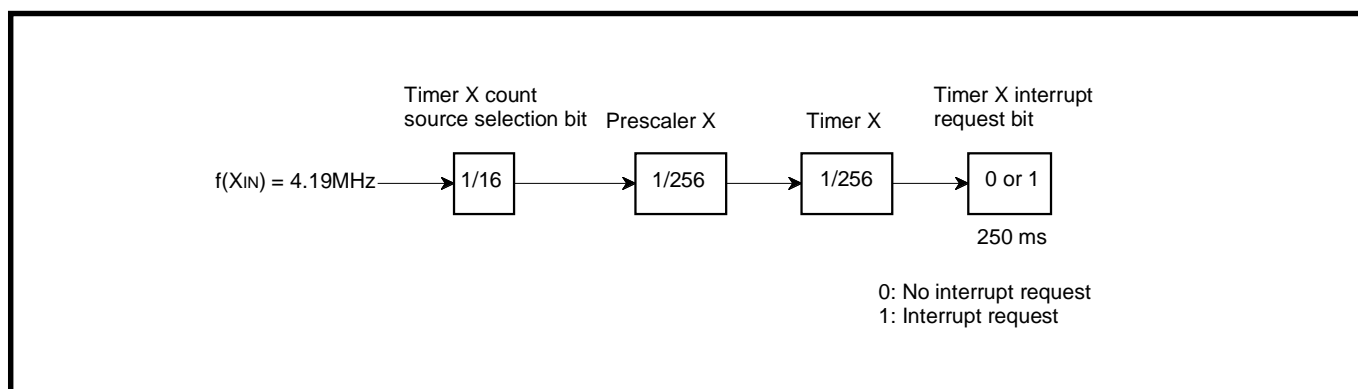 Timer X count
source selection bit
Prescaler X
Timer X
Timer X interrupt
request bit
f(XIN) = 4.19MHz
1/16
1/256
1/256
0 or 1
250 ms
0: No interrupt request
1: Interrupt request